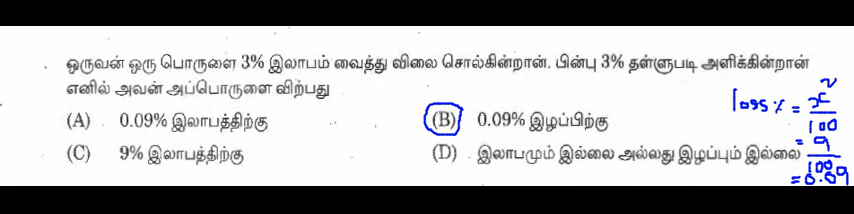 ஒருவன் ஒரு பொருளை 3% இலாபம் வைத்து விலை சொல்கின்றான். பின்பு 3% தள்ளுபடி அளிக்கின்றான்
எனில் அவன் அப்பொருளை விற்பது
(A) 0.09% இலாபத்திற்கு
(B) 0.09% இழப்பிற்கு
(C) 9% இலாபத்திற்கு
(D) இலாபமும் இல்லை அல்லது இழப்பும் இல்லை
loss % = x²/100
= 9/100
= 0.09